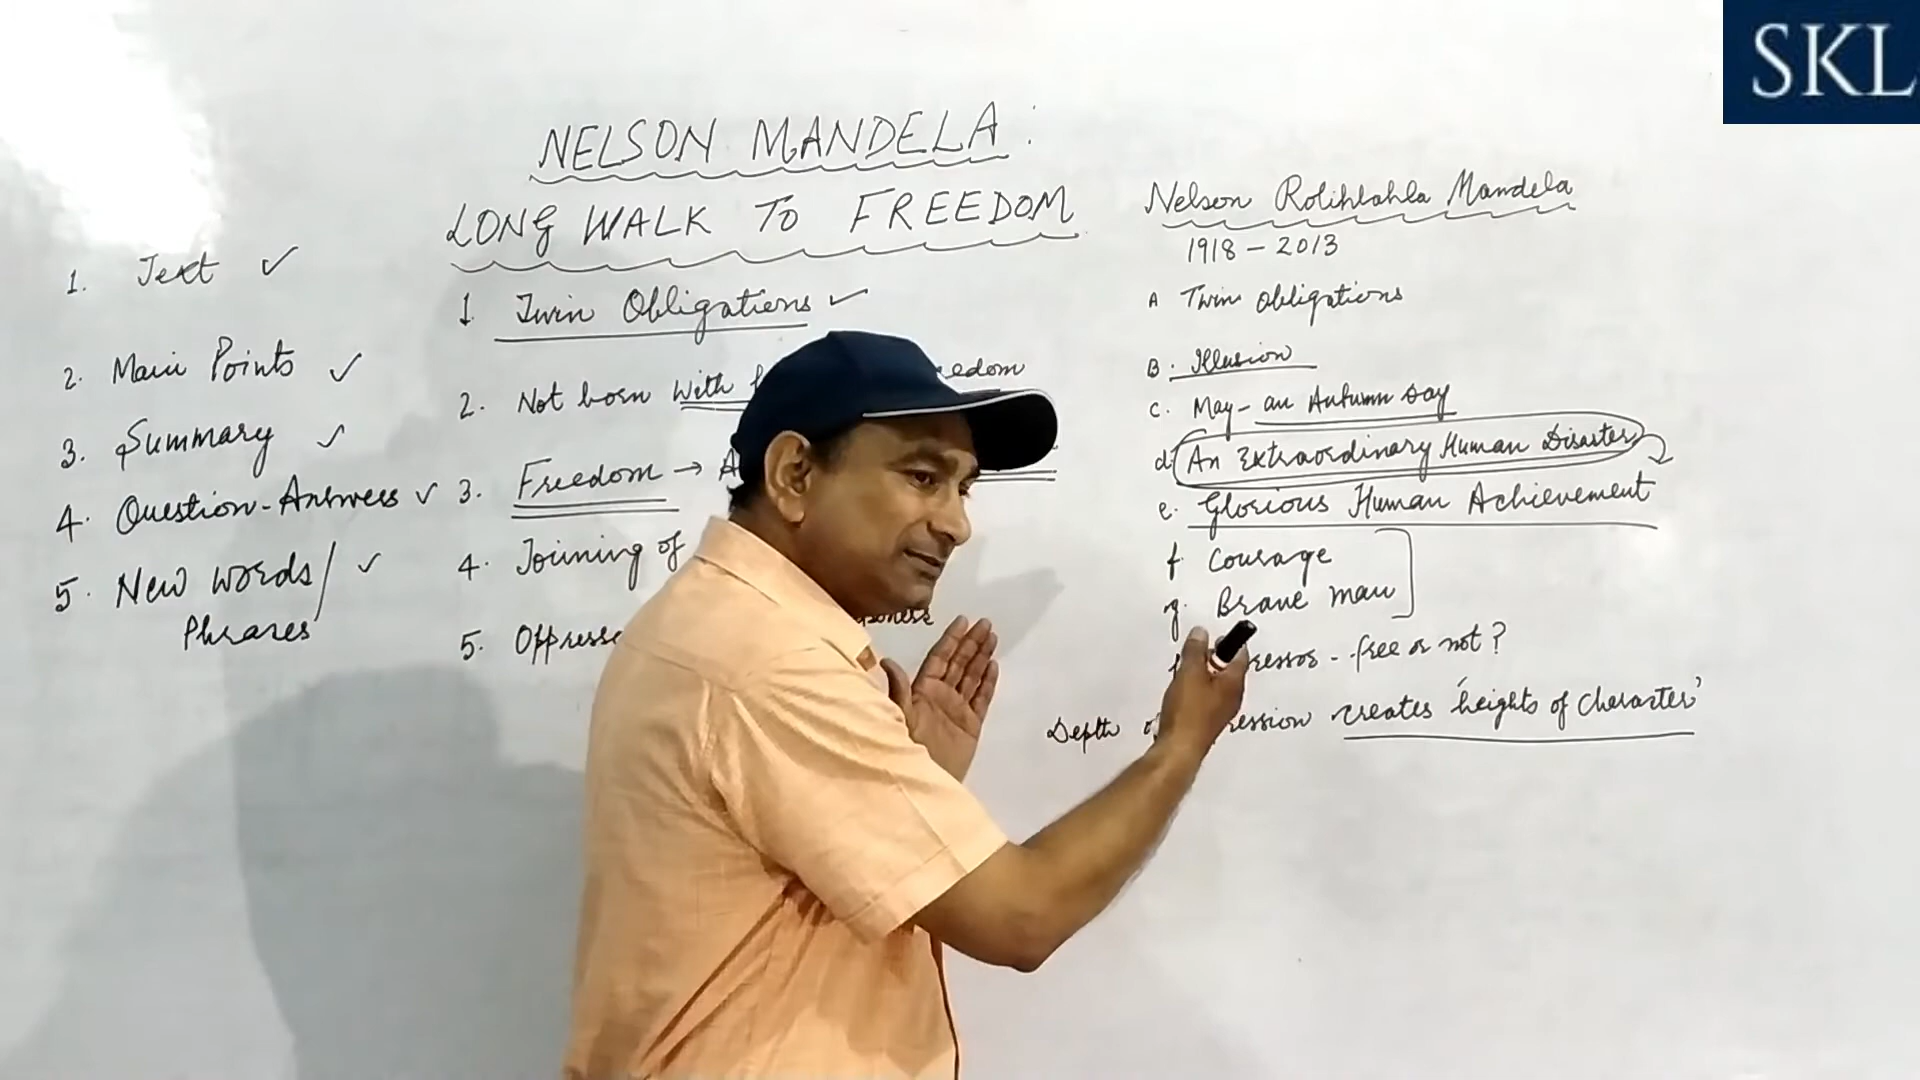 SKL
NELSON MANDELA:
LONG WALK TO FREEDOM
1. Text ✓
2. Main Points ✓
3. Summary ✓
4. Question-Answers ✓
5. New words/ ✓
Phrases
1 Twin Obligations ✓
2. Not born with
3. Freedom →
4. Joining of
5.
Nelson Rolihlahla Mandela
1918-2013
A Twin obligations
B. Illusion
C. May- an Autumn Day
d. An Extraordinary Human Disaster
e. Glorious Human Achievement
f. Courage
g. Brave man
- free or not?
Depth creates 'heights of character'